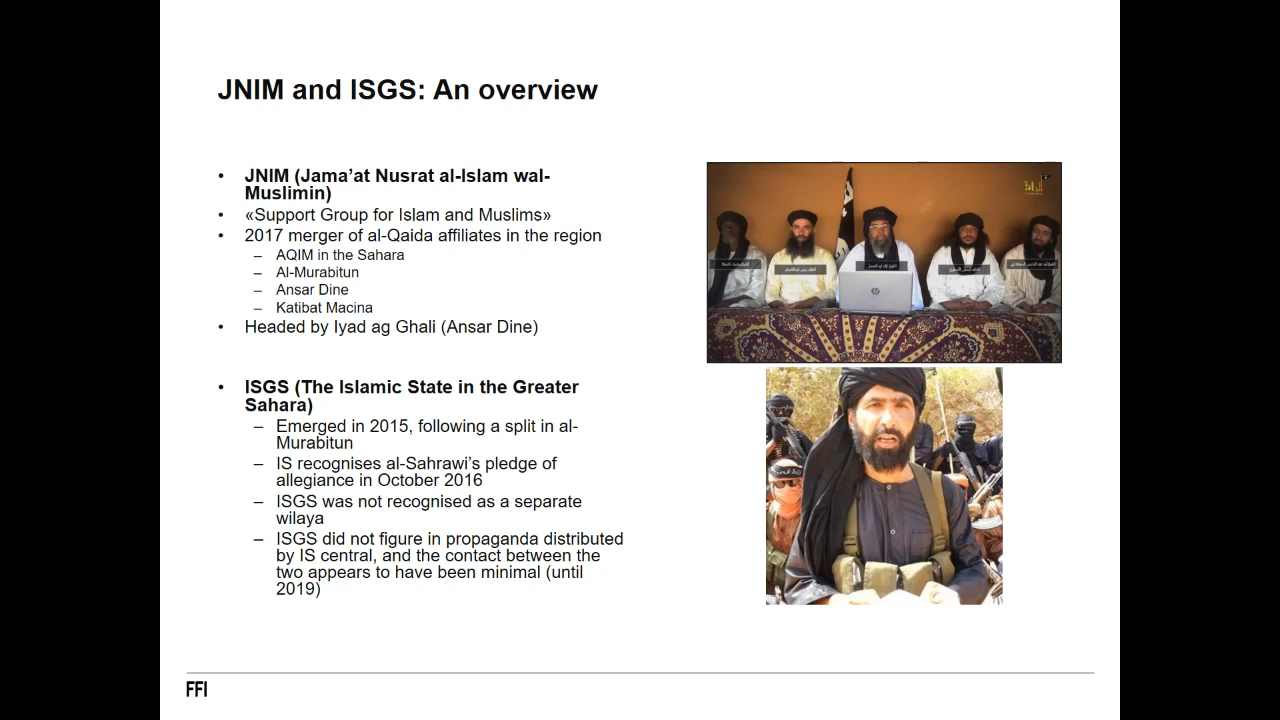 JNIM and ISGS: An overview
• JNIM (Jama’at Nusrat al-Islam wal-
Muslimin)
• «Support Group for Islam and Muslims»
• 2017 merger of al-Qaida affiliates in the region
– AQIM in the Sahara
– Al-Murabitun
– Ansar Dine
– Katibat Macina
• Headed by Iyad ag Ghali (Ansar Dine)
• ISGS (The Islamic State in the Greater
Sahara)
– Emerged in 2015, following a split in al-
Murabitun
– IS recognises al-Sahrawi’s pledge of
allegiance in October 2016
– ISGS was not recognised as a separate
wilaya
– ISGS did not figure in propaganda distributed
by IS central, and the contact between the
two appears to have been minimal (until
2019)
hp
FFI